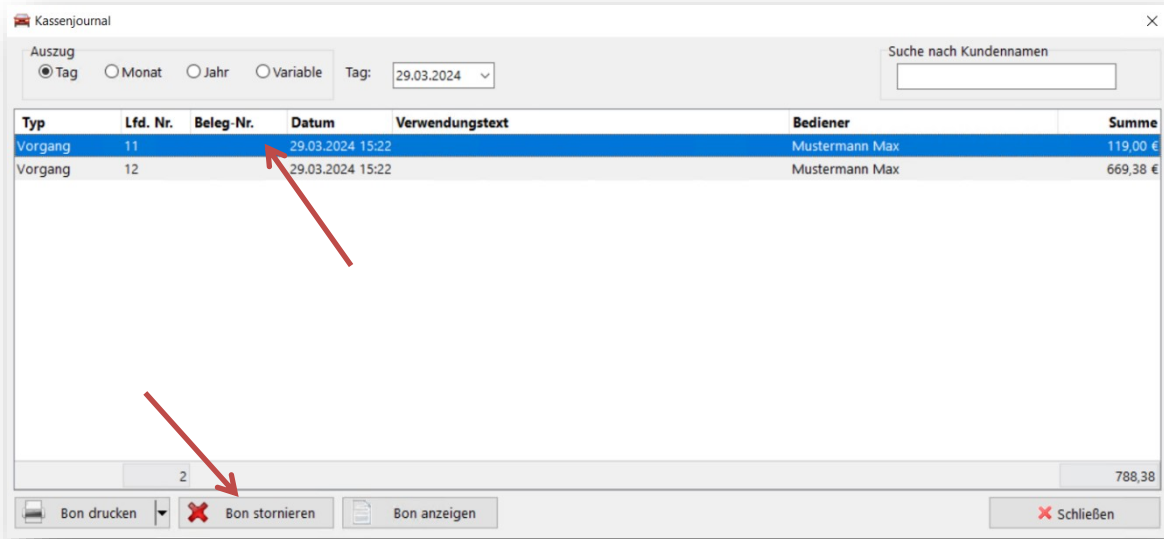 Kassenjournal
Auszug Suche nach Kundennamen
Tag Monat Jahr Variable Tag: 29.03.2024
Typ Lfd. Nr. Beleg-Nr. Datum Verwendungstext Bediener Summe
Vorgang 11 29.03.2024 15:22 Mustermann Max 119,00 €
Vorgang 12 29.03.2024 15:22 Mustermann Max 669,38 €
2 788,38
Bon drucken Bon stornieren Bon anzeigen Schließen